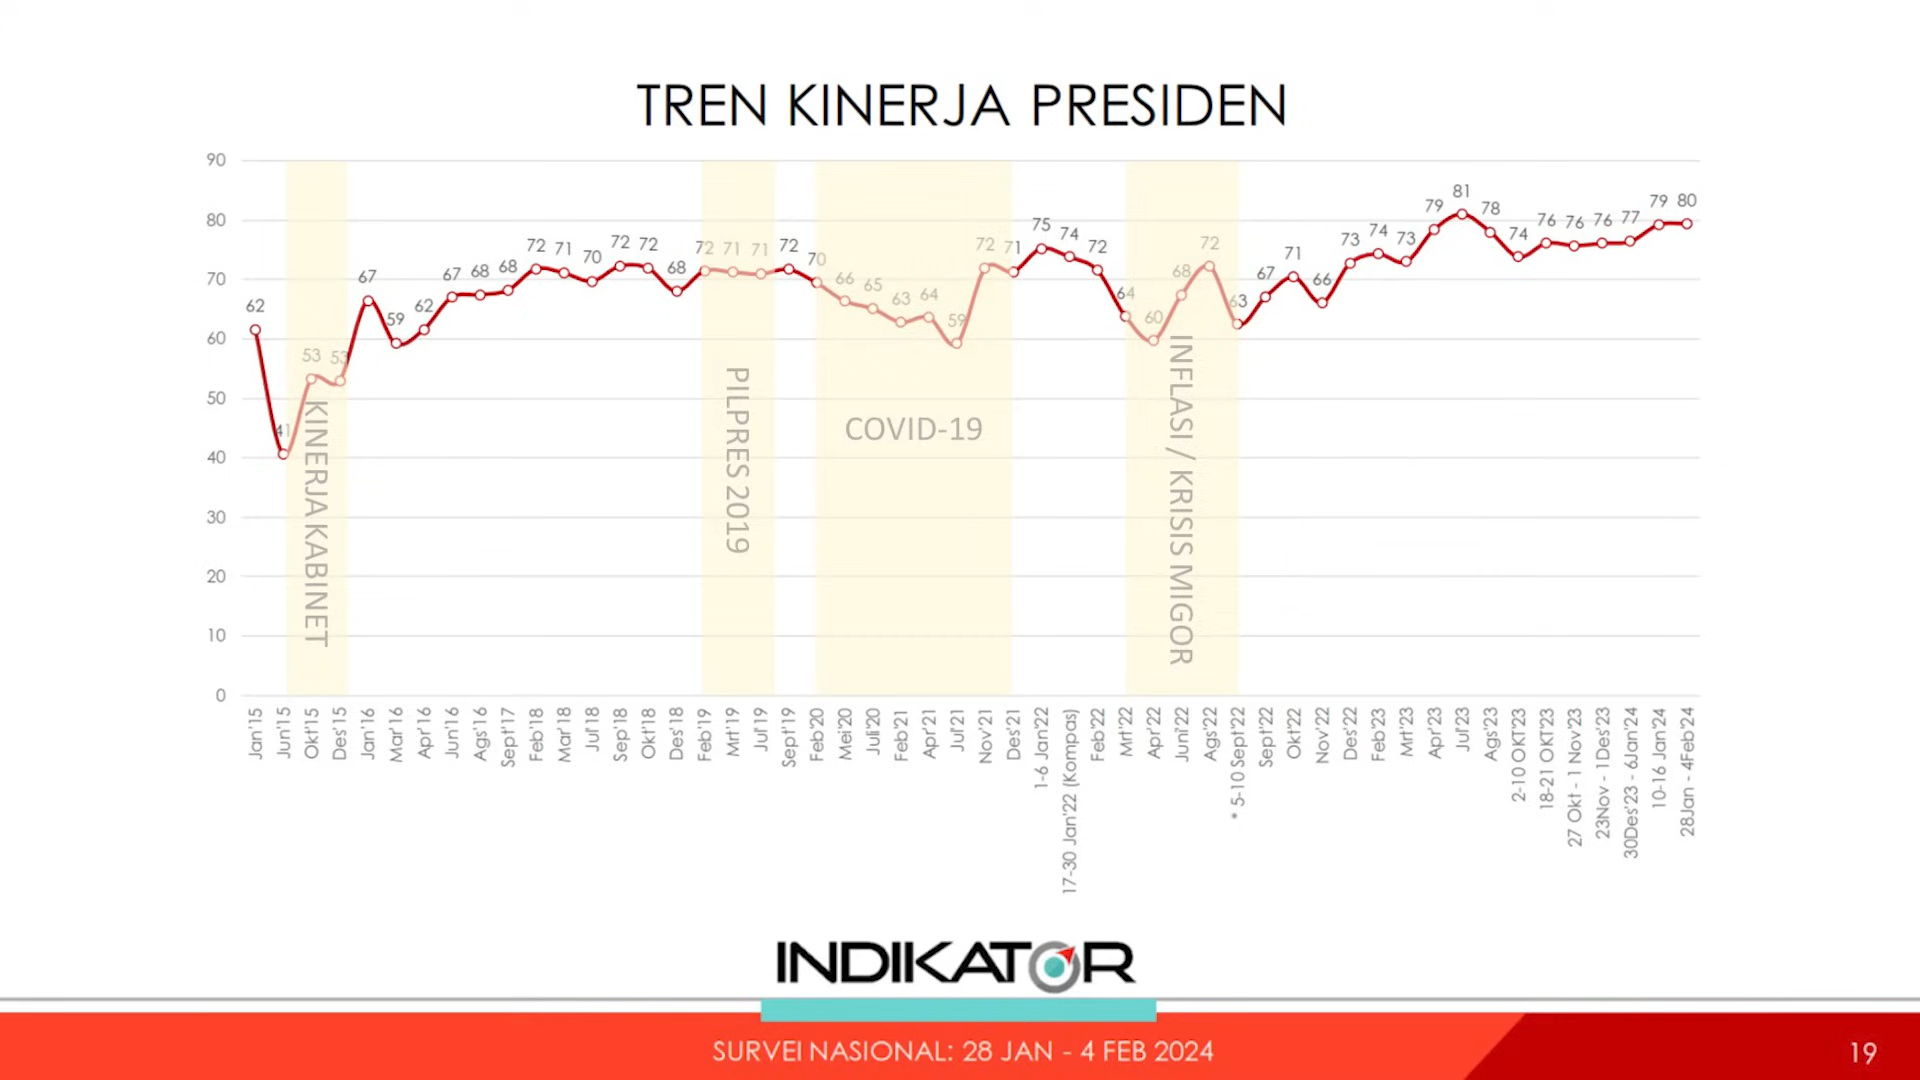 TREN KINERJA PRESIDEN
90
80
70
60
50
40
30
20
10
0
62
41
53
53
67
59
62
67
68
68
72
71
70
72
72
68
72
71
71
72
70
66
65
63
64
59
72
71
75
74
72
64
60
68
72
63
67
71
66
73
74
73
79
81
78
74
76
76
76
77
79
80
KINERJA KABINET
PILPRES 2019
COVID-19
INFLASI / KRISIS MIGOR
Jan'15
Jun'15
Okt'15
Des'15
Jan'16
Mar'16
Apr'16
Jun'16
Ags'16
Sept'17
Feb'18
Mar'18
Jul'18
Sep'18
Okt'18
Des'18
Feb'19
Mrt'19
Jul'19
Sept'19
Feb'20
Mei'20
Juli'20
Feb'21
Apr'21
Jul'21
Nov'21
Des'21
1-6 Jan'22
17-30 Jan'22 (Kompas)
Feb'22
Mrt'22
Apr'22
Juni'22
Ags'22
* 5-10 Sept'22
Sept'22
Okt'22
Nov'22
Des'22
Feb'23
Mrt'23
Apr'23
Jul'23
Ags'23
2-10 OKT'23
18-21 OKT'23
27 Okt - 1 Nov'23
23Nov - 1Des'23
30Des'23 - 6Jan'24
10-16 Jan'24
28Jan - 4Feb'24
INDIKATOR
SURVEI NASIONAL: 28 JAN - 4 FEB 2024
19